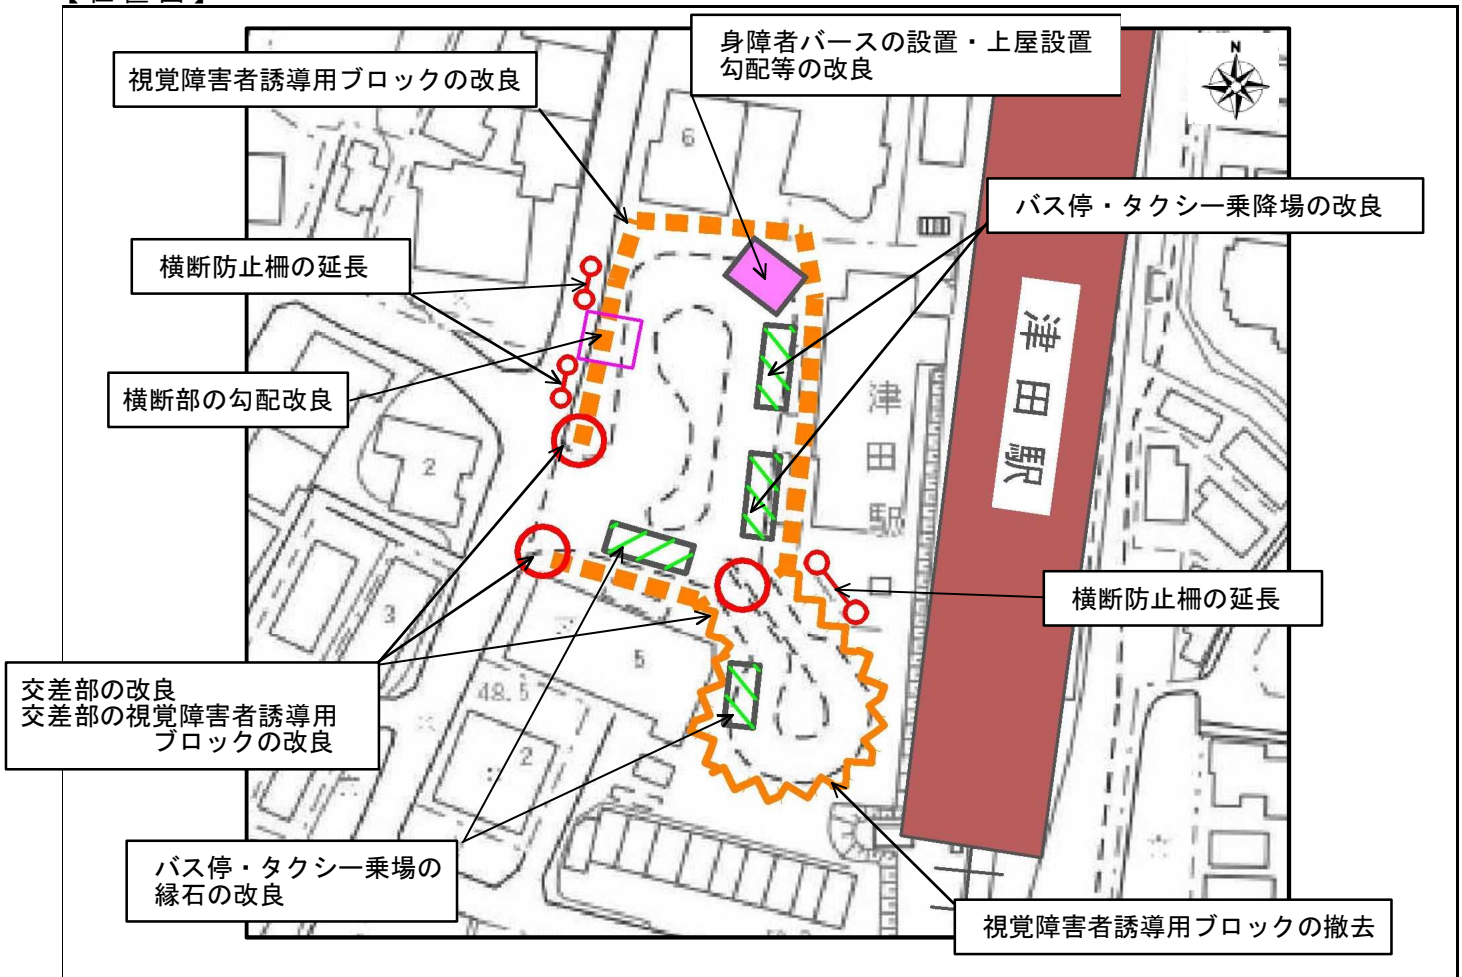 【位置図】
身障者バースの設置・上屋設置
勾配等の改良
視覚障害者誘導用ブロックの改良
N
6
バス停・タクシー乗降場の改良
横断防止柵の延長
津田駅
横断部の勾配改良
津田駅口
2
横断防止柵の延長
3
5
48.5
交差部の改良
交差部の視覚障害者誘導用
ブロックの改良
2
バス停・タクシー乗場の
縁石の改良
視覚障害者誘導用ブロックの撤去